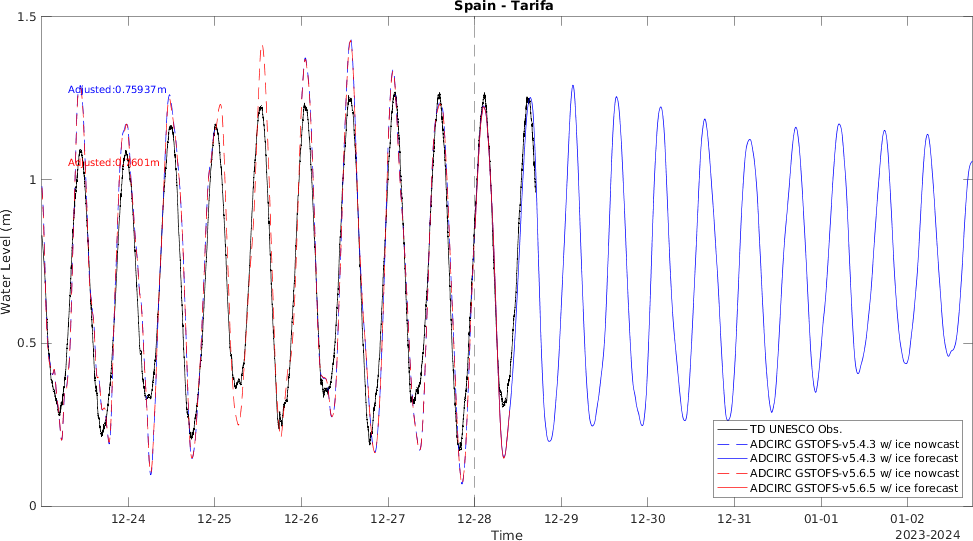 Spain - Tarifa
1.5
1
0.5
0
Water Level (m)
Adjusted:0.75937m
12-24
12-25
12-26
12-27
12-28
12-29
12-30
12-31
01-01
01-02
Time
2023-2024
TD UNESCO Obs.
ADCIRC GSTOFS-v5.4.3 w/ ice nowcast
ADCIRC GSTOFS-v5.4.3 w/ ice forecast
ADCIRC GSTOFS-v5.6.5 w/ ice nowcast
ADCIRC GSTOFS-v5.6.5 w/ ice forecast